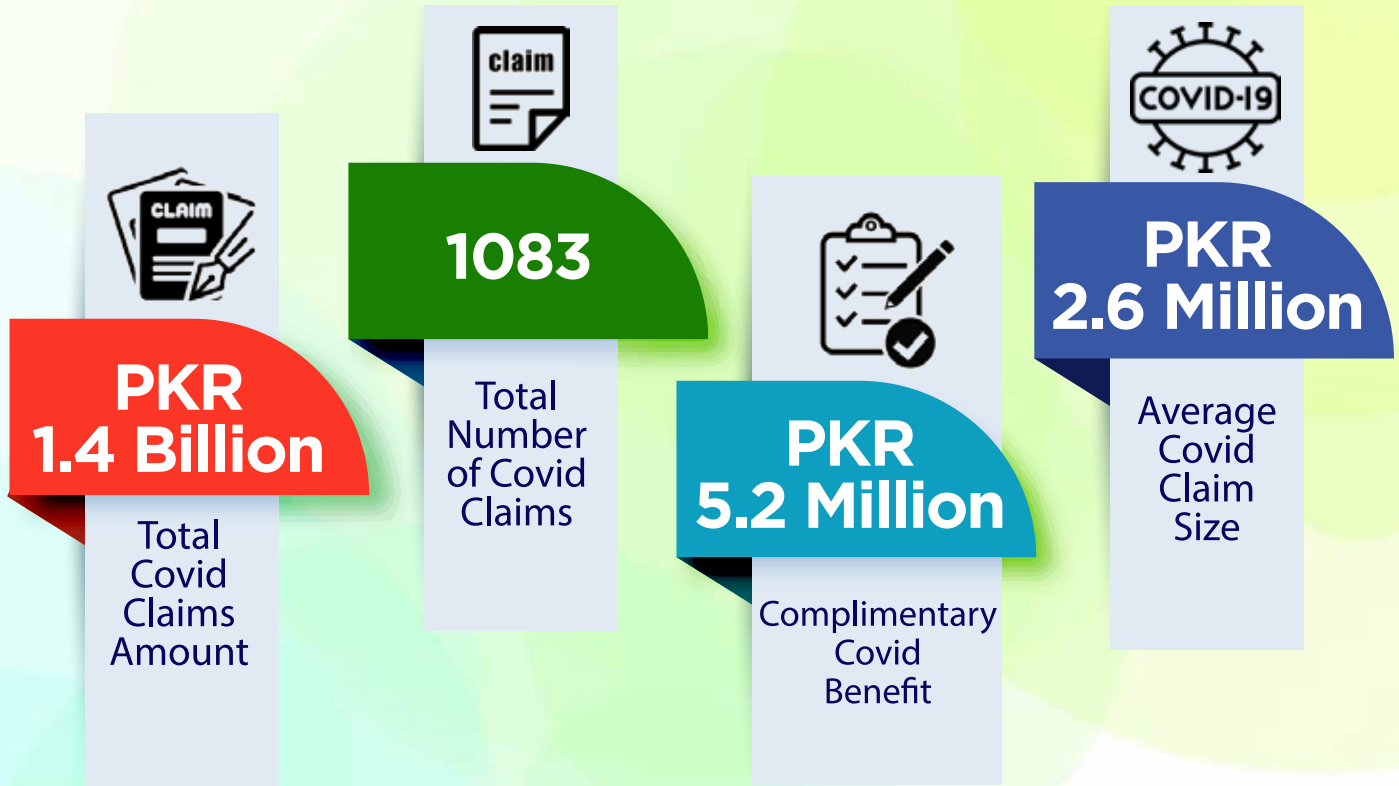 CLAIM
PKR
1.4 Billion
Total
Covid
Claims
Amount
claim
1083
Total
Number
of Covid
Claims
PKR
5.2 Million
Complimentary
Covid
Benefit
COVID-19
PKR
2.6 Million
Average
Covid
Claim
Size